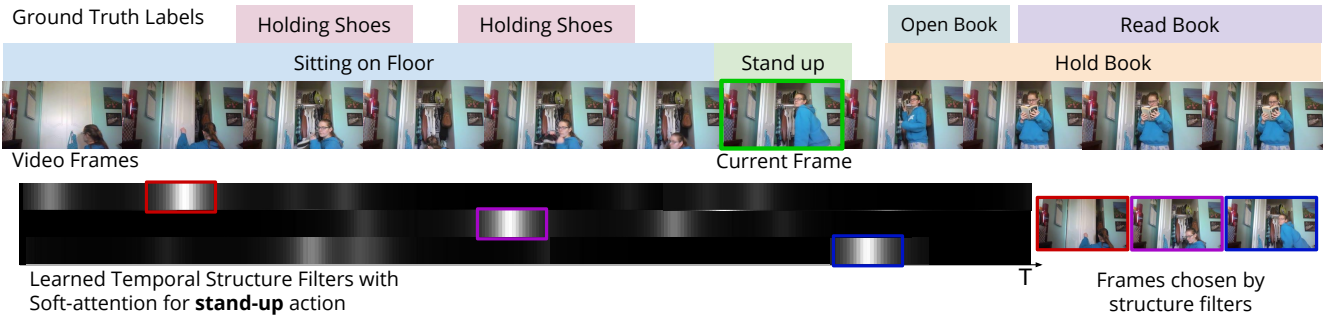 Ground Truth Labels
Holding Shoes
Holding Shoes
Open Book
Read Book
Sitting on Floor
Stand up
Hold Book
Video Frames
Current Frame
T
Learned Temporal Structure Filters with
Soft-attention for stand-up action
Frames chosen by
structure filters